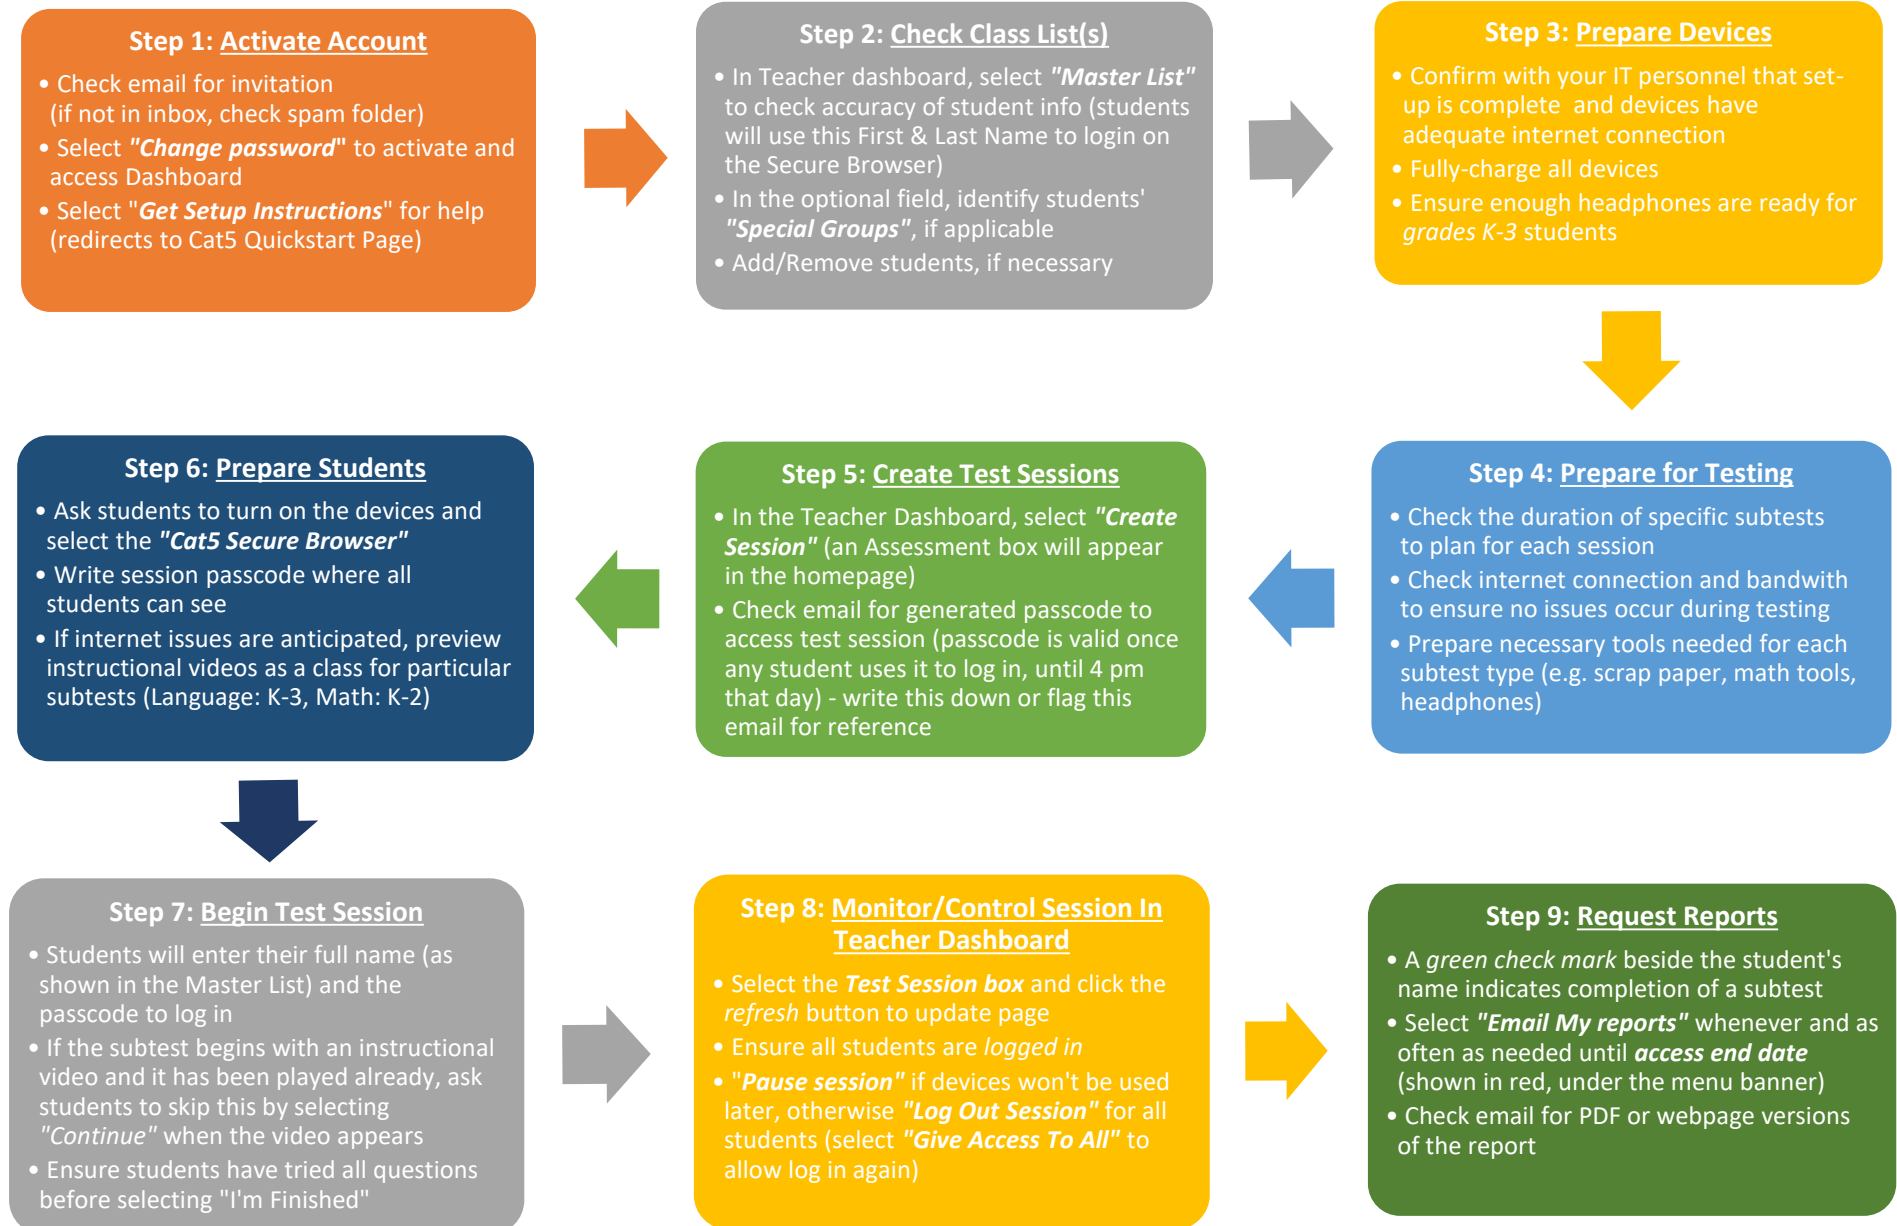 Step 1: Activate Account
• Check email for invitation
(if not in inbox, check spam folder)
• Select "Change password" to activate and
access Dashboard
• Select "Get Setup Instructions" for help
(redirects to Cat5 Quickstart Page)
Step 2: Check Class List(s)
• In Teacher dashboard, select "Master List"
to check accuracy of student info (students
will use this First & Last Name to login on
the Secure Browser)
• In the optional field, identify students'
"Special Groups", if applicable
• Add/Remove students, if necessary
Step 3: Prepare Devices
• Confirm with your IT personnel that set-
up is complete and devices have
adequate internet connection
• Fully-charge all devices
• Ensure enough headphones are ready for
grades K-3 students
Step 4: Prepare for Testing
• Check the duration of specific subtests
to plan for each session
• Check internet connection and bandwith
to ensure no issues occur during testing
• Prepare necessary tools needed for each
subtest type (e.g. scrap paper, math tools,
headphones)
Step 5: Create Test Sessions
• In the Teacher Dashboard, select "Create
Session" (an Assessment box will appear
in the homepage)
• Check email for generated passcode to
access test session (passcode is valid once
any student uses it to log in, until 4 pm
that day) - write this down or flag this
email for reference
Step 6: Prepare Students
• Ask students to turn on the devices and
select the "Cat5 Secure Browser"
• Write session passcode where all
students can see
• If internet issues are anticipated, preview
instructional videos as a class for particular
subtests (Language: K-3, Math: K-2)
Step 7: Begin Test Session
• Students will enter their full name (as
shown in the Master List) and the
passcode to log in
• If the subtest begins with an instructional
video and it has been played already, ask
students to skip this by selecting
"Continue" when the video appears
• Ensure students have tried all questions
before selecting "I'm Finished"
Step 8: Monitor/Control Session In
Teacher Dashboard
• Select the Test Session box and click the
refresh button to update page
• Ensure all students are logged in
• "Pause session" if devices won't be used
later, otherwise "Log Out Session" for all
students (select "Give Access To All" to
allow log in again)
Step 9: Request Reports
• A green check mark beside the student's
name indicates completion of a subtest
• Select "Email My reports" whenever and as
often as needed until access end date
(shown in red, under the menu banner)
• Check email for PDF or webpage versions
of the report